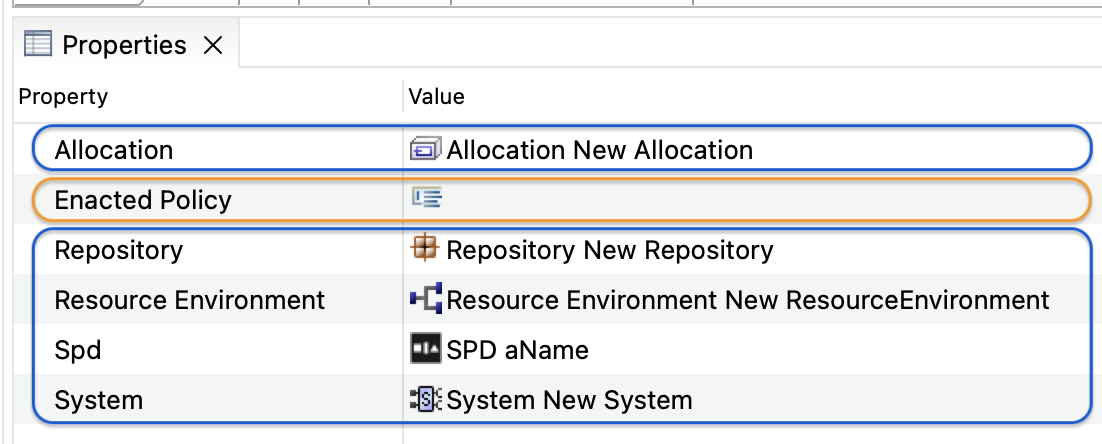 Properties
Property Value
Allocation Allocation New Allocation
Enacted Policy
Repository Repository New Repository
Resource Environment Resource Environment New ResourceEnvironment
Spd SPD aName
System System New System